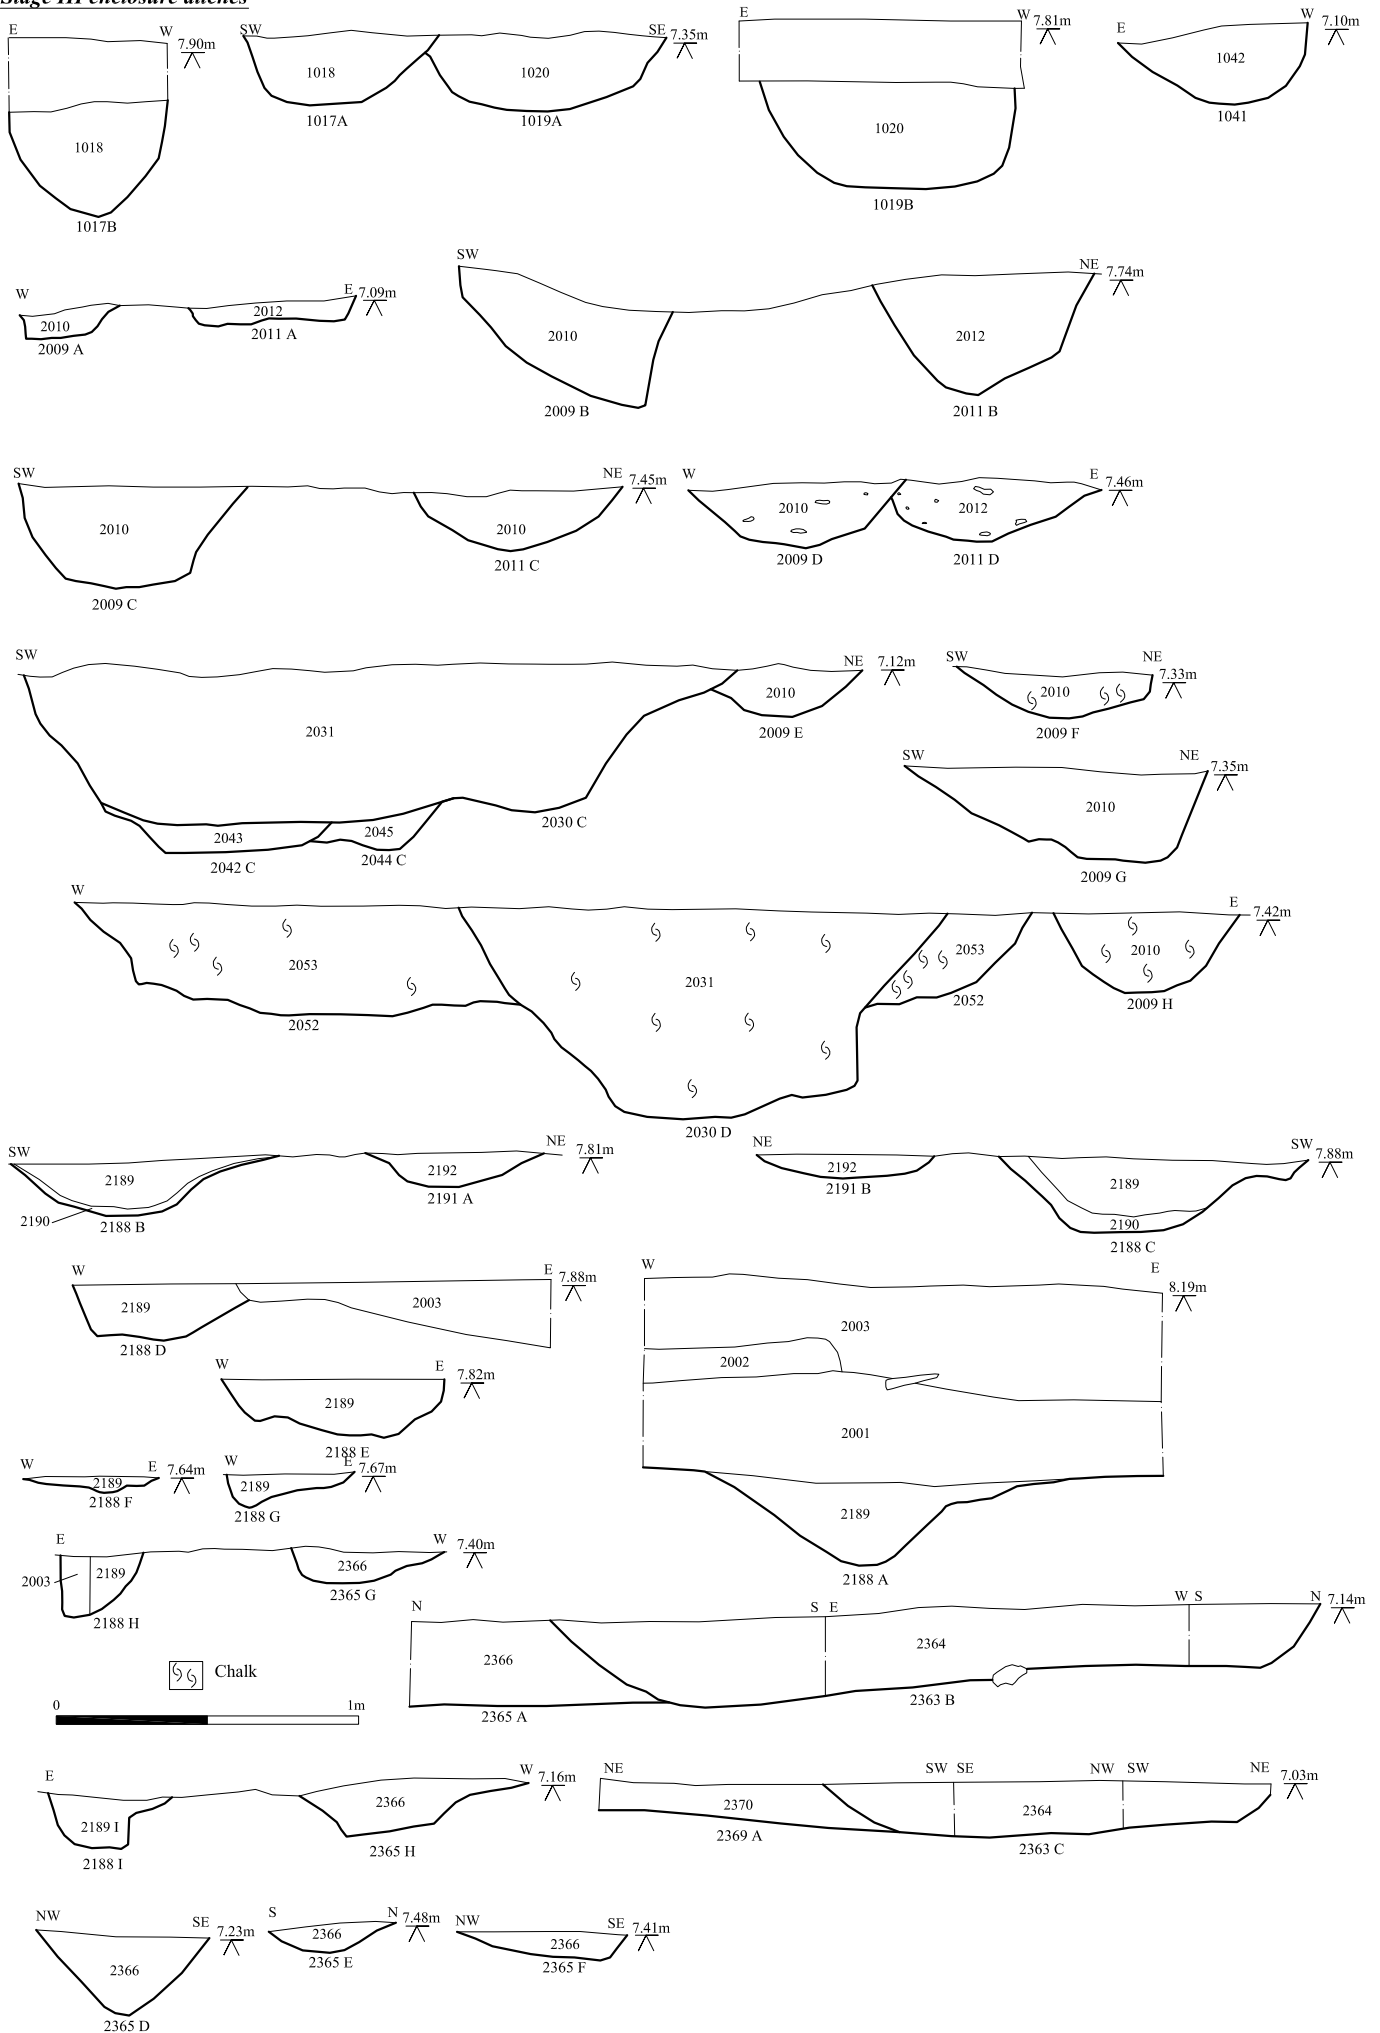 Stage III enclosure ditches
E W 7.90m SW SE 7.35m E W 7.81m E W 7.10m
1018 1018 1020 1020 1042
1017B 1017A 1019A 1019B 1041
W E 7.09m SW NE 7.74m
2010 2012 2010 2012
2009 A 2011 A 2009 B 2011 B
SW NE 7.45m W E 7.46m
2010 2010 2010 2012
2009 C 2011 C 2009 D 2011 D
SW NE 7.12m SW NE 7.33m
2031 2010 2010
2009 E 2009 F
SW NE 7.35m
2043 2045 2010
2042 C 2044 C 2030 C 2009 G
W E 7.42m
2053 2031 2053 2010
2052 2052 2009 H
2030 D
SW NE 7.81m NE SW 7.88m
2189 2192 2192 2189
2190 2188 B 2191 A 2191 B 2190
2188 C
W E 7.88m W E 8.19m
2189 2003 2003
2188 D 2002
W E 7.82m
2189 2001
2188 E
W E 7.64m W E 7.67m
2189 2189 2189
2188 F 2188 G 2188 A
E W 7.40m
2003 2189 2366
2188 H 2365 G
N S E W S N 7.14m
2366 2364
2365 A 2363 B
Chalk
0 1m
E W 7.16m NE SW SE NW SW NE 7.03m
2189 I 2366 2370 2364
2188 I 2365 H 2369 A 2363 C
NW SE 7.23m S N 7.48m NW SE 7.41m
2366 2366 2366
2365 D 2365 E 2365 F